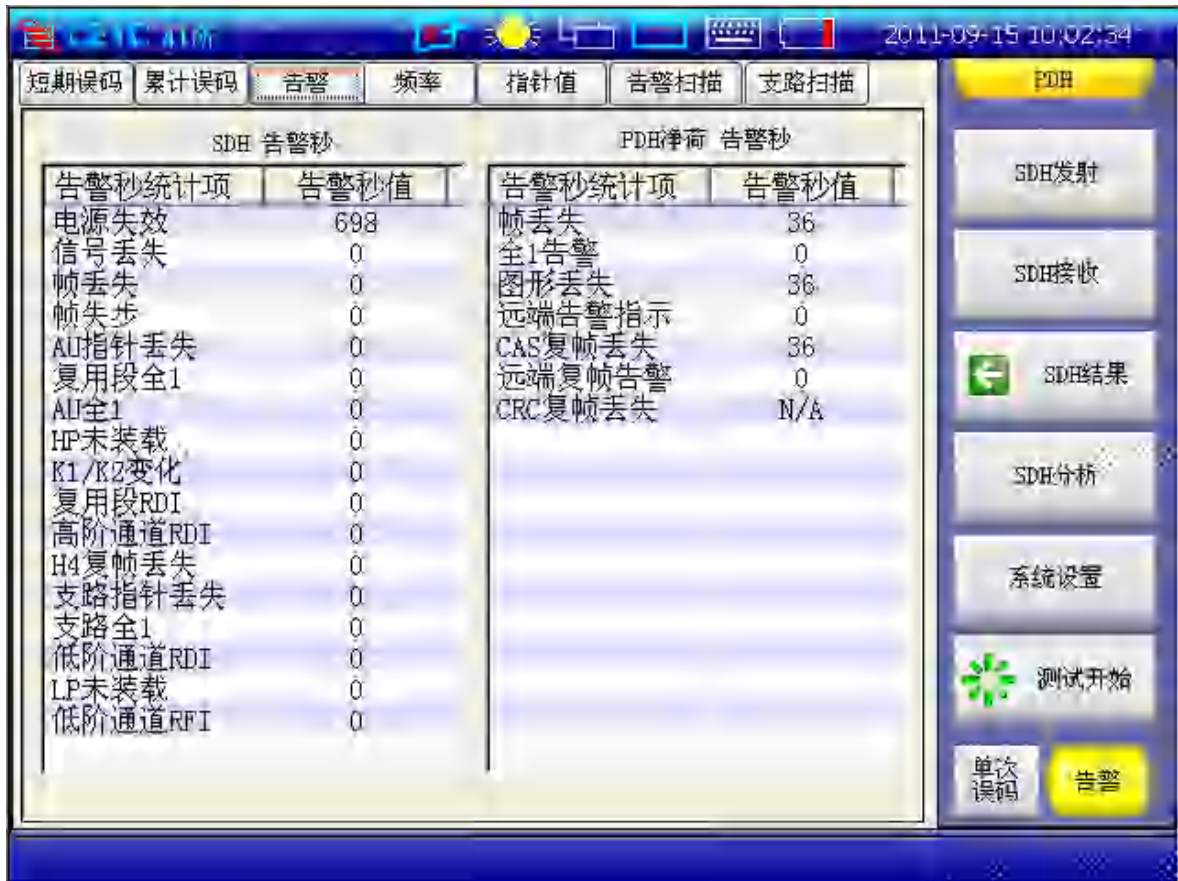 2011-09-15 10:02:34
短期误码 累计误码 告警 频率 指针值 告警扫描 支路扫描
PDH
SDH 告警秒
PDH净荷 告警秒
告警秒统计项 告警秒值
电源失效 698
信号丢失 0
帧丢失 0
帧失步 0
AU指针丢失 0
复用段全1 0
AU全1 0
HP未装载 0
K1/K2变化 0
复用段RDI 0
高阶通道RDI 0
H4复帧丢失 0
支路指针丢失 0
支路全1 0
低阶通道RDI 0
LP未装载 0
低阶通道RFI 0
告警秒统计项 告警秒值
帧丢失 36
全1告警 0
图形丢失 36
远端告警指示 0
CAS复帧丢失 36
远端复帧告警 0
CRC复帧丢失 N/A
SDH发射
SDH接收
SDH结果
SDH分析
系统设置
测试开始
单次
误码
告警